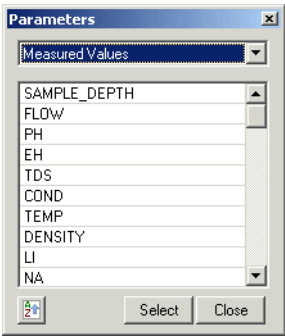 Parameters
Measured Values
SAMPLE_DEPTH
FLOW
PH
EH
TDS
COND
TEMP
DENSITY
LI
NA
Select Close